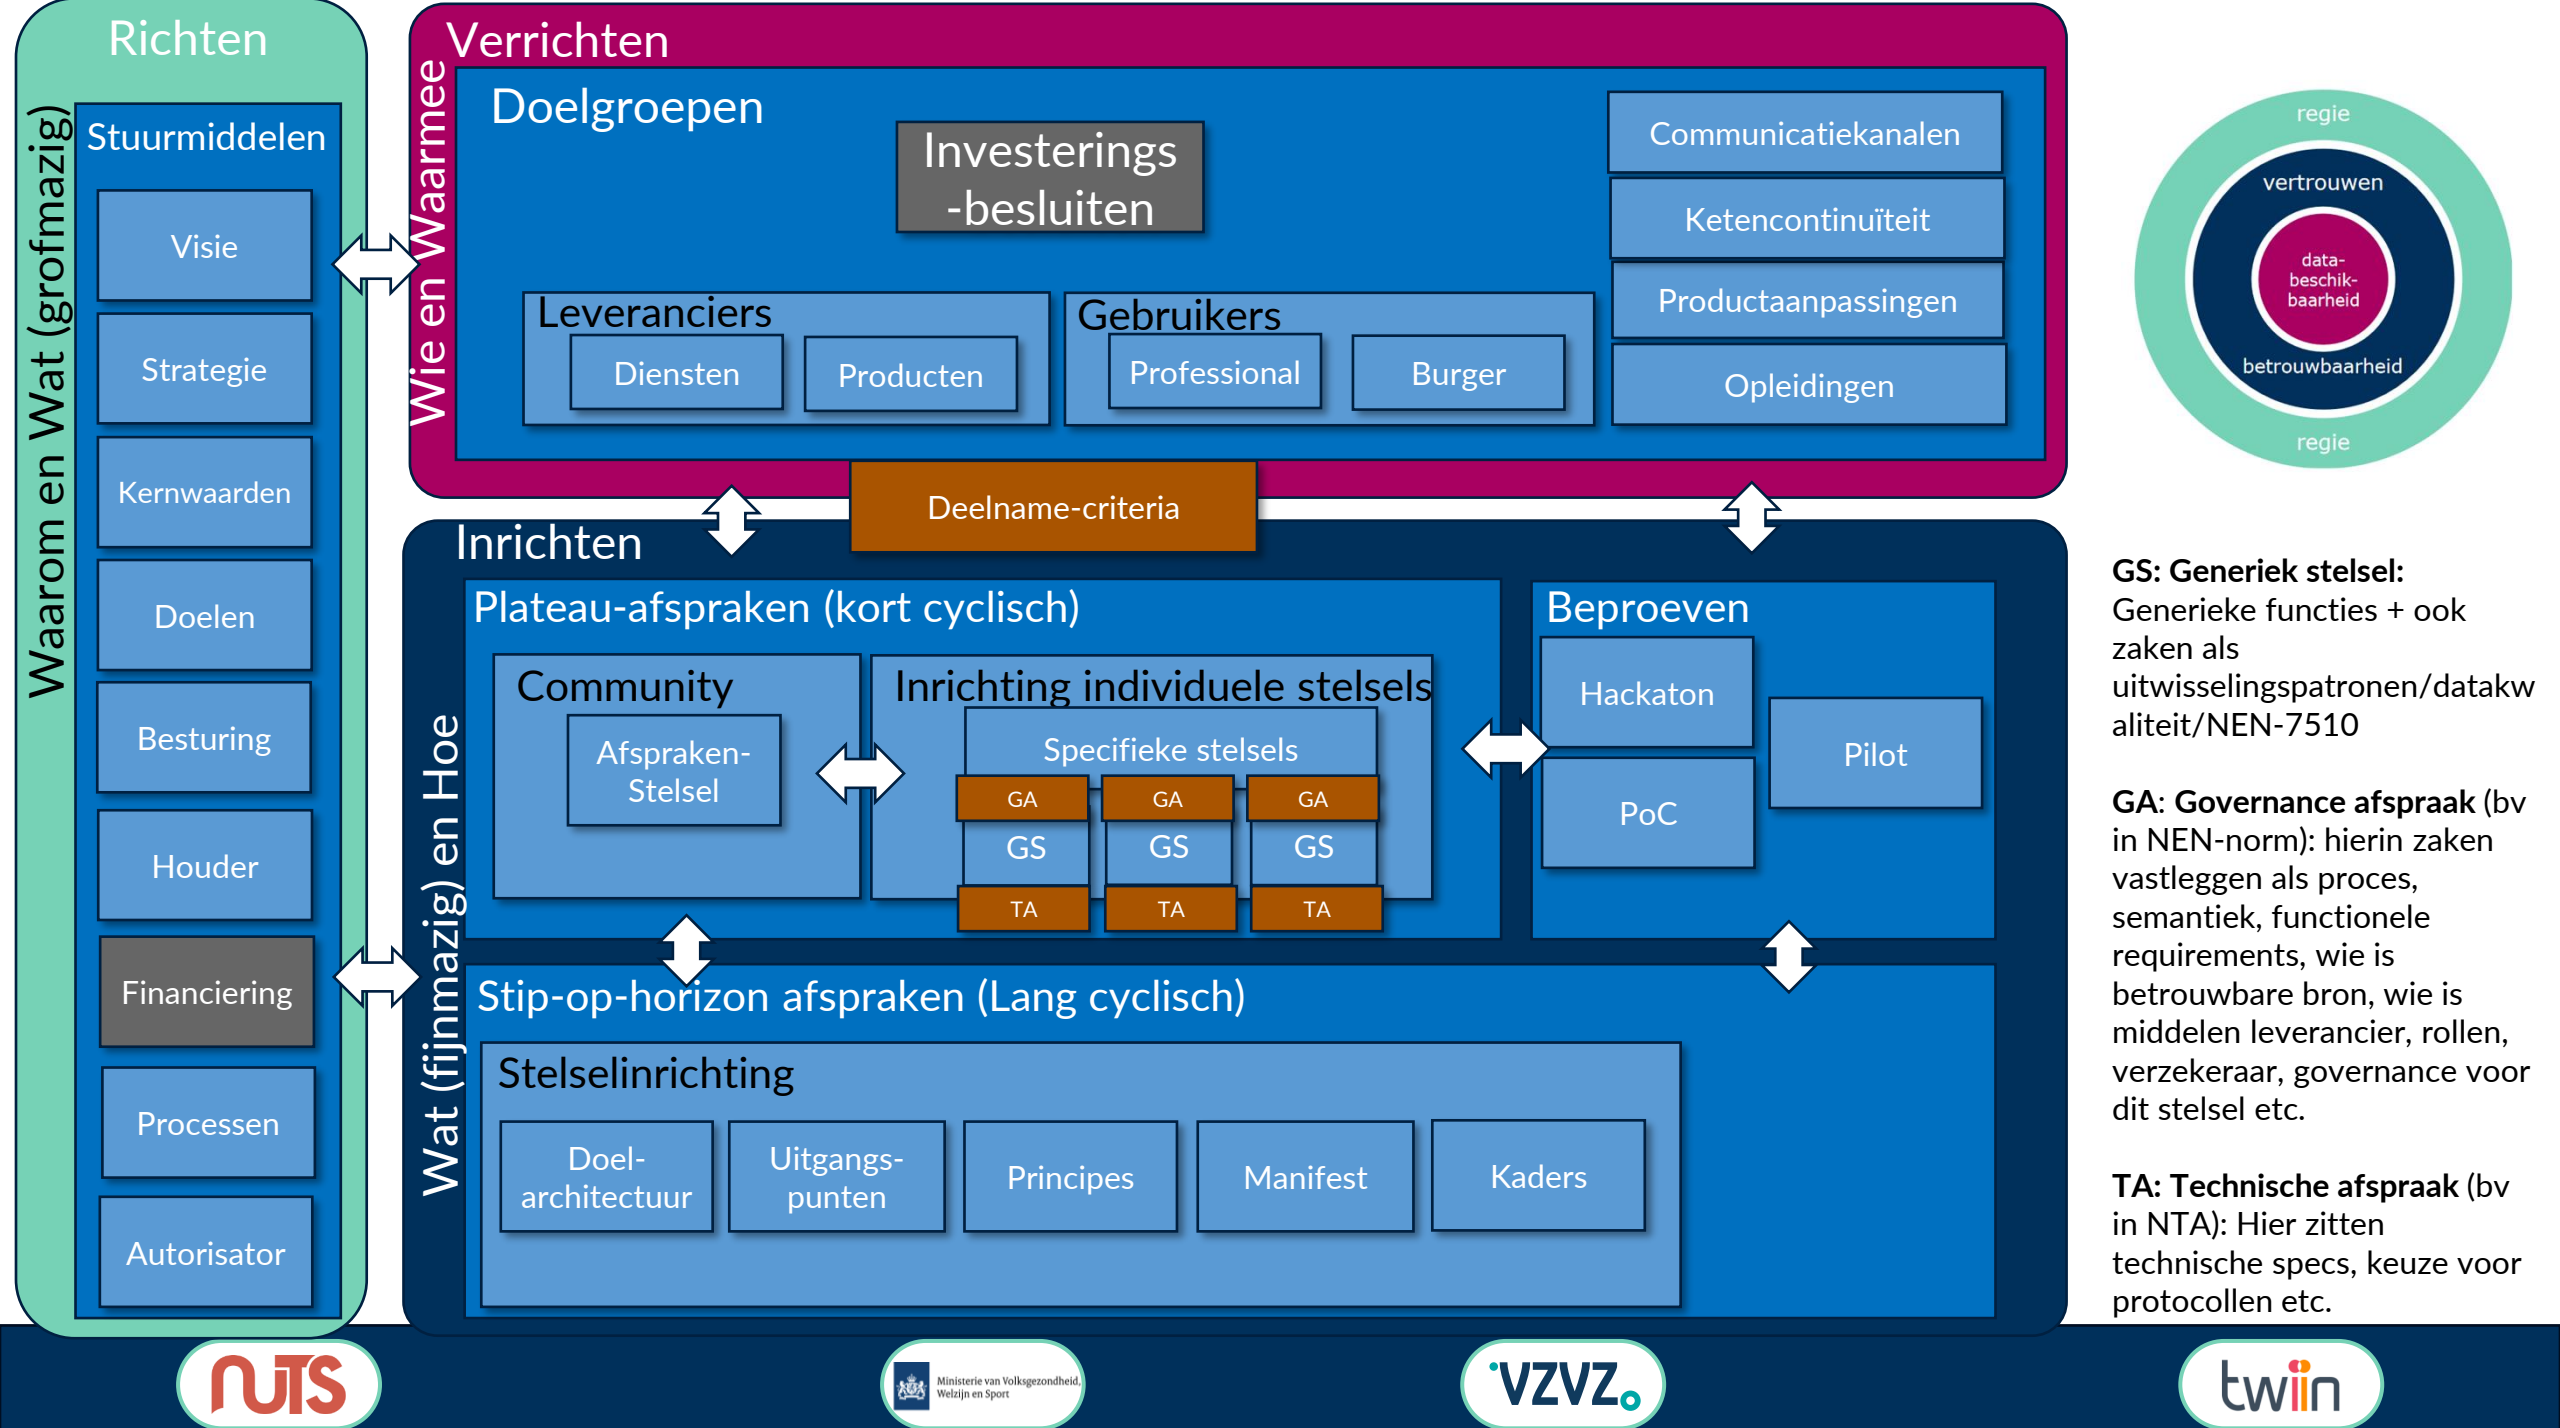 Richten
Waarom en Wat (grofmazig)
Stuurmiddelen
Visie
Strategie
Kernwaarden
Doelen
Besturing
Houder
Financiering
Processen
Autorisator
Verrichten
Wie en Waarmee
Doelgroepen
Investerings
-besluiten
Communicatiekanalen
Ketencontinuïteit
Productaanpassingen
Opleidingen
Leveranciers
Diensten
Producten
Gebruikers
Professional
Burger
Deelname-criteria
Inrichten
Wat (fijnmazig) en Hoe
Plateau-afspraken (kort cyclisch)
Community
Afspraken-
Stelsel
Inrichting individuele stelsels
Specifieke stelsels
GA
GA
GA
GS
GS
GS
TA
TA
TA
Beproeven
Hackaton
PoC
Pilot
Stip-op-horizon afspraken (Lang cyclisch)
Stelselinrichting
Doel-
architectuur
Uitgangs-
punten
Principes
Manifest
Kaders
regie
vertrouwen
data-
beschik-
baarheid
betrouwbaarheid
regie
GS: Generiek stelsel:
Generieke functies + ook
zaken als
uitwisselingspatronen/datakw
aliteit/NEN-7510
GA: Governance afspraak (bv
in NEN-norm): hierin zaken
vastleggen als proces,
semantiek, functionele
requirements, wie is
betrouwbare bron, wie is
middelen leverancier, rollen,
verzekeraar, governance voor
dit stelsel etc.
TA: Technische afspraak (bv
in NTA): Hier zitten
technische specs, keuze voor
protocollen etc.
nuts
Ministerie van Volksgezondheid,
Welzijn en Sport
VZVZ
twiin